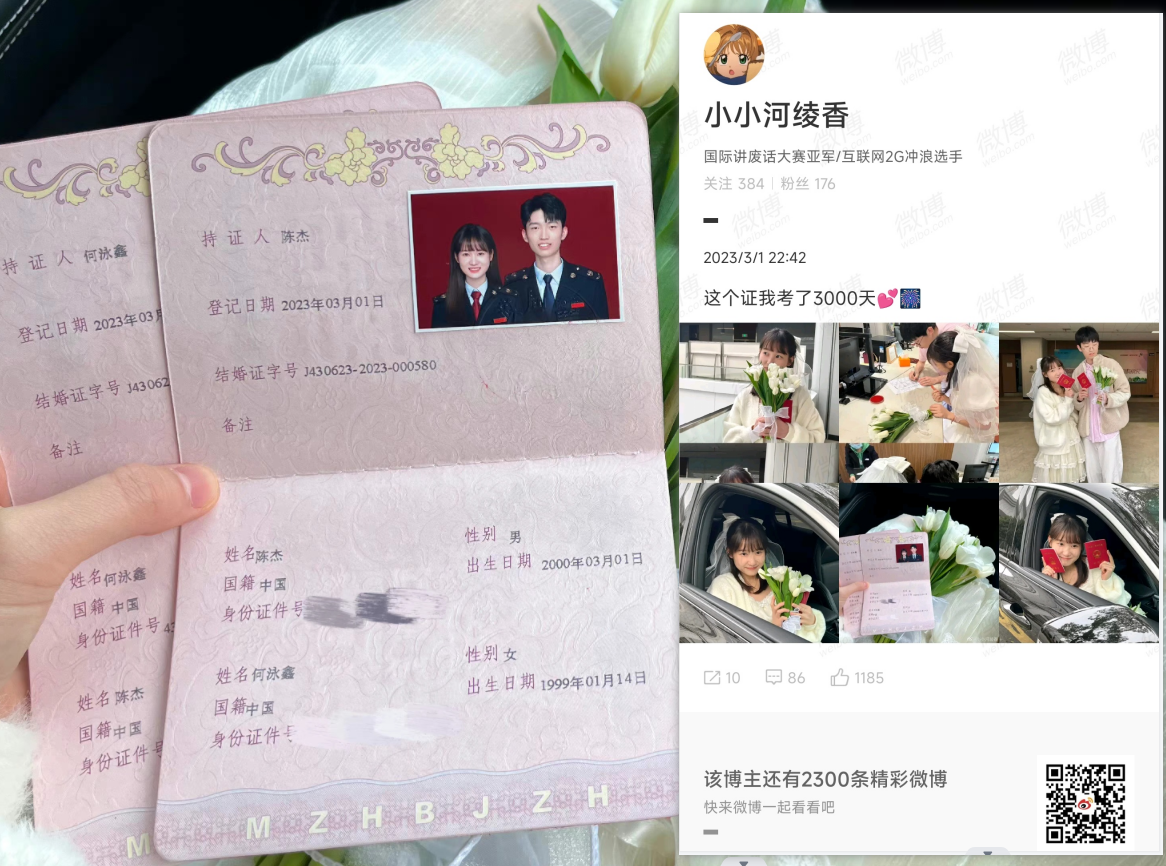 持证人 何泳鑫
登记日期 2023年03月
结婚证字号 J43062
备注
姓名 何泳鑫
国籍 中国
身份证件号 43
姓名 陈杰
国籍 中国
身份证件号
M
持证人 陈杰
登记日期 2023年03月01日
结婚证字号 J430623-2023-000580
备注
姓名 陈杰 性别 男
国籍 中国 出生日期 2000年03月01日
身份证件号
姓名 何泳鑫 性别 女
国籍 中国 出生日期 1999年01月14日
身份证件号
M Z H B J Z H
小小河绫香
国际讲废话大赛亚军/互联网2G冲浪选手
关注 384 | 粉丝 176
2023/3/1 22:42
这个证我考了3000天💕🎆
10 86 1185
该博主还有2300条精彩微博
快来微博一起看看吧
微博
weibo.com